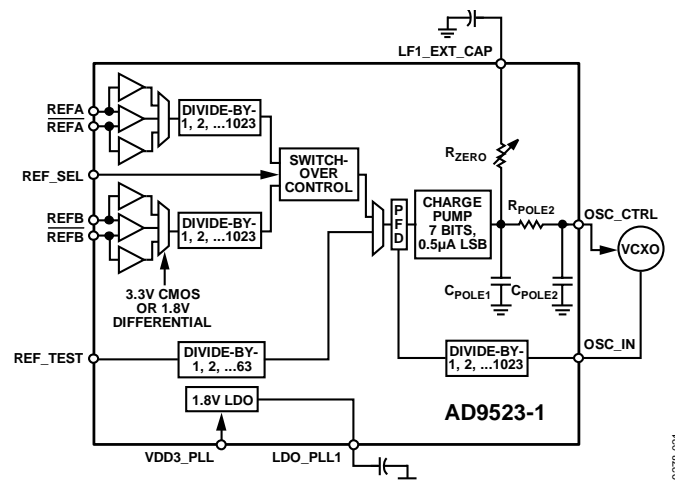 LF1_EXT_CAP
REFA
REFA
DIVIDE-BY-
1, 2, ...1023
REF_SEL
SWITCH-
OVER
CONTROL
RZERO
REFB
REFB
DIVIDE-BY-
1, 2, ...1023
3.3V CMOS
OR 1.8V
DIFFERENTIAL
P
F
D
CHARGE
PUMP
7 BITS,
0.5µA LSB
RPOLE2
OSC_CTRL
VCXO
CPOLE1
CPOLE2
REF_TEST
DIVIDE-BY-
1, 2, ...63
DIVIDE-BY-
1, 2, ...1023
OSC_IN
1.8V LDO
AD9523-1
VDD3_PLL
LDO_PLL1